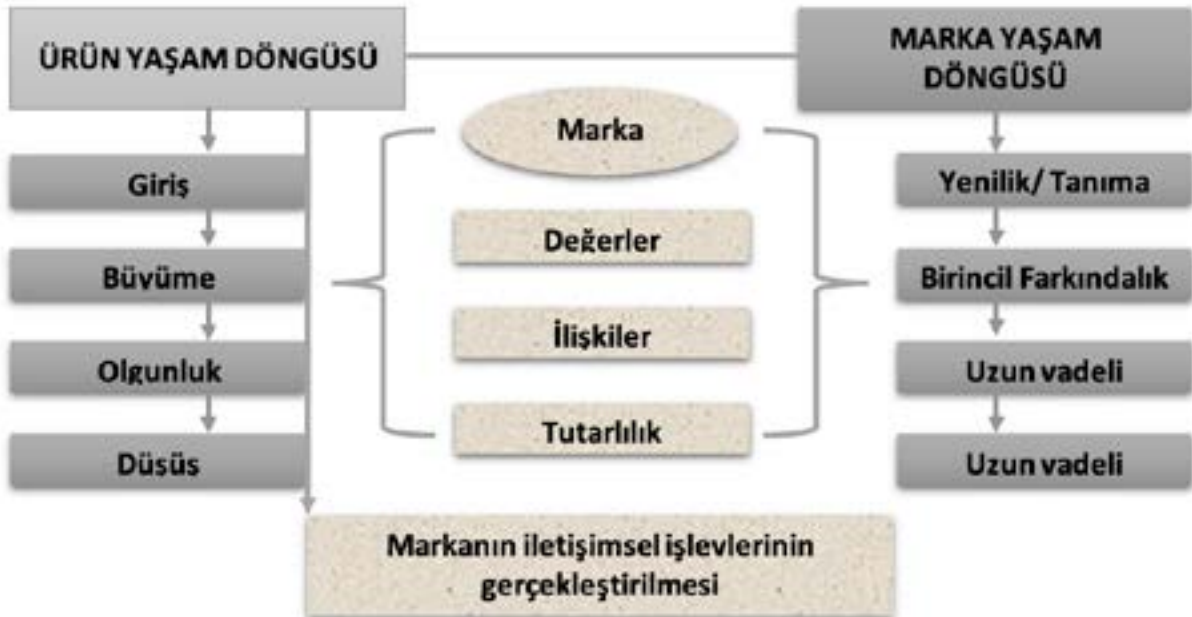 ÜRÜN YAŞAM DÖNGÜSÜ
Giriş
Büyüme
Olgunluk
Düşüş
Marka
Değerler
İlişkiler
Tutarlılık
MARKA YAŞAM
DÖNGÜSÜ
Yenilik/ Tanıma
Birincil Farkındalık
Uzun vadeli
Uzun vadeli
Markanın iletişimsel işlevlerinin
gerçekleştirilmesi